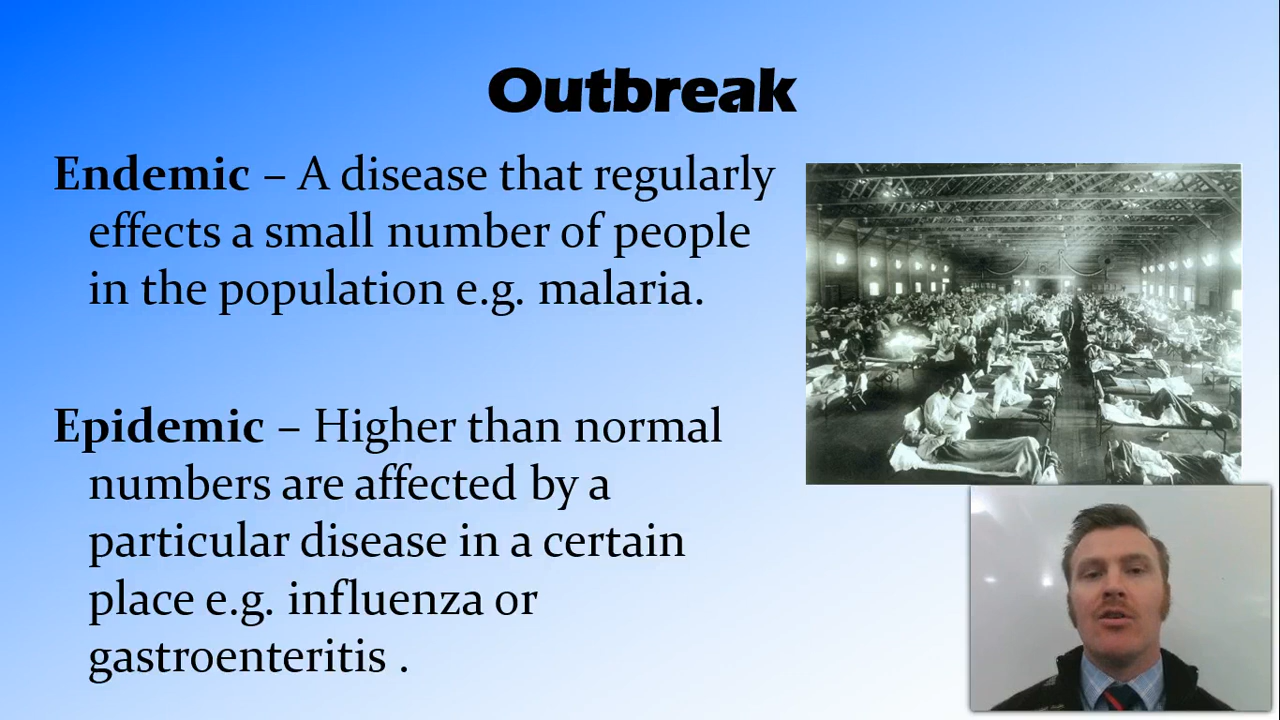 Outbreak
Endemic – A disease that regularly
effects a small number of people
in the population e.g. malaria.
Epidemic – Higher than normal
numbers are affected by a
particular disease in a certain
place e.g. influenza or
gastroenteritis .